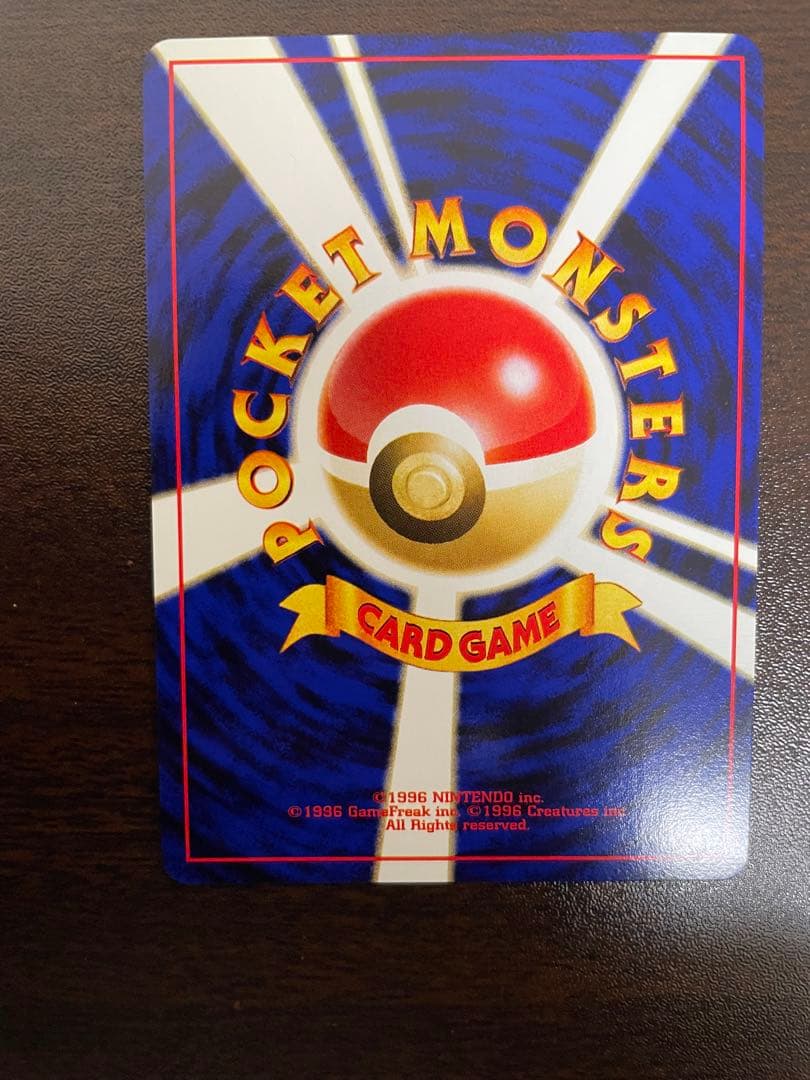 POCKET MONSTERS
CARD GAME
©1996 NINTENDO inc.
©1996 GameFreak inc. ©1996 Creatures inc.
All Rights reserved.